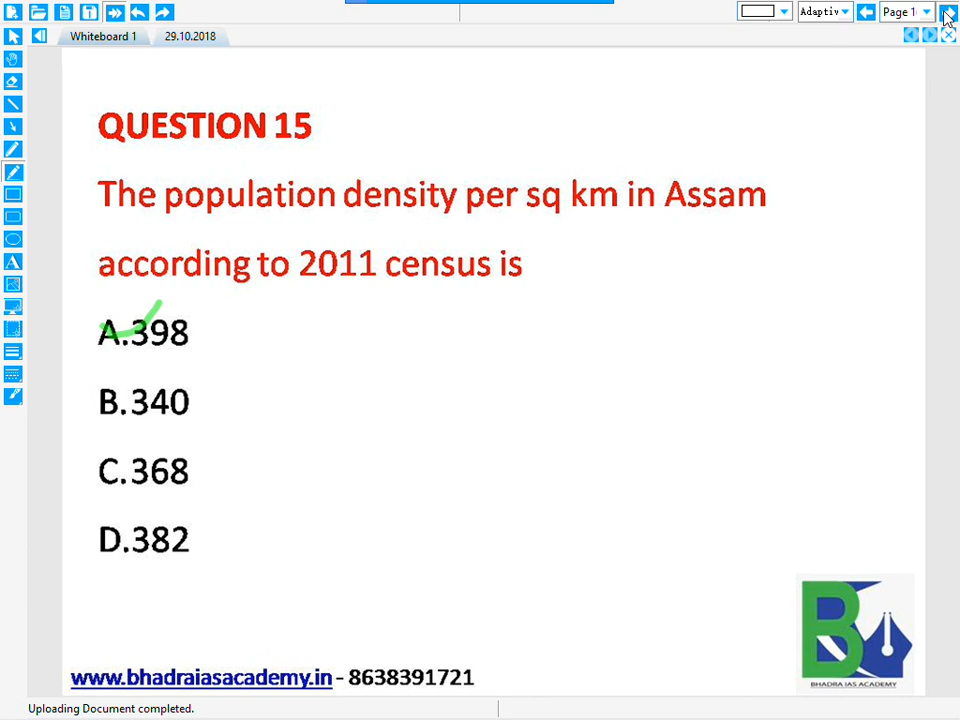 Adaptiv
Page 1
Whiteboard 1
29.10.2018
QUESTION 15
The population density per sq km in Assam
according to 2011 census is
A.398
B.340
C.368
D.382
BHADRA IAS ACADEMY
www.bhadraiasacademy.in - 8638391721
Uploading Document completed.